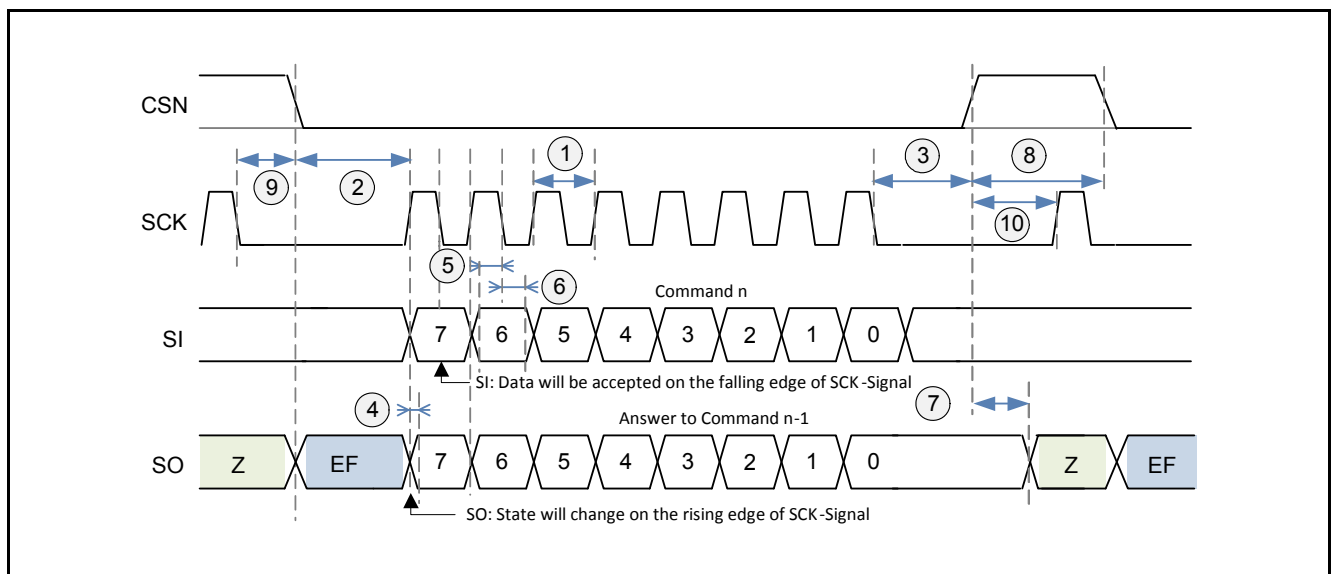 CSN
3
8
1
9
2
10
SCK
5
6
Command n
SI
7 6 5 4 3 2 1 0
SI: Data will be accepted on the falling edge of SCK-Signal
4
Answer to Command n-1
7
SO
Z EF 7 6 5 4 3 2 1 0 Z EF
SO: State will change on the rising edge of SCK-Signal